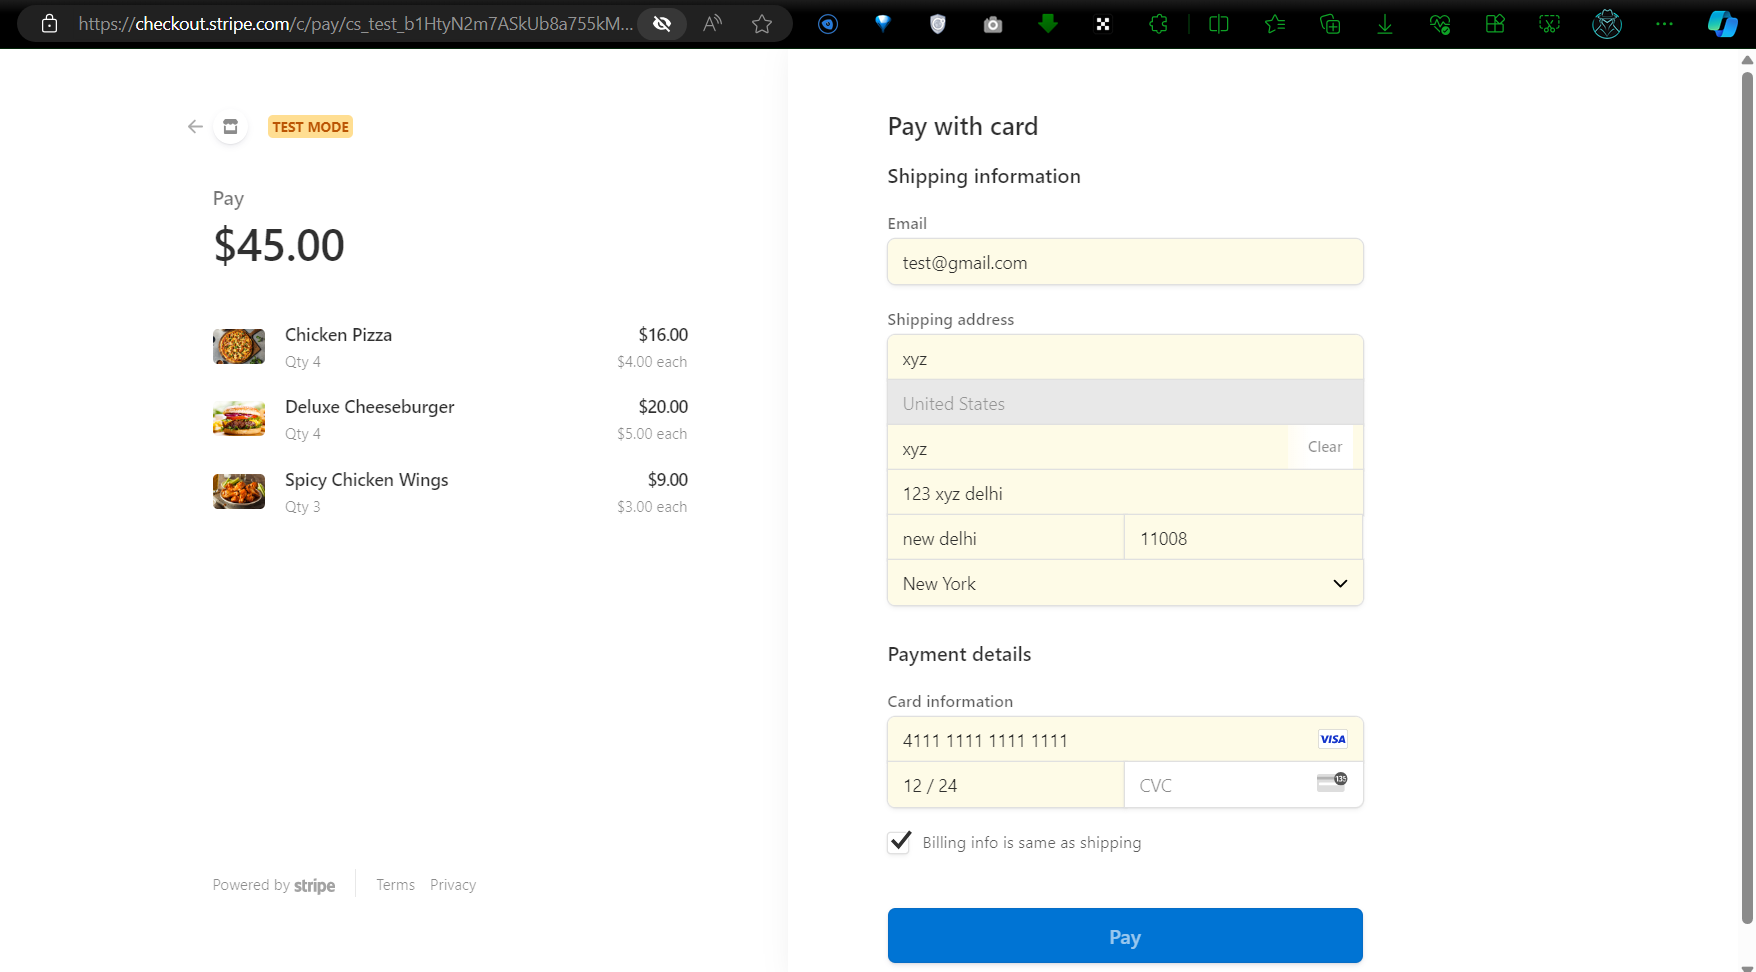 https://checkout.stripe.com/c/pay/cs_test_b1HtyN2m7ASkUb8a755kM...
TEST MODE
Pay
$45.00
Chicken Pizza $16.00
Qty 4 $4.00 each
Deluxe Cheeseburger $20.00
Qty 4 $5.00 each
Spicy Chicken Wings $9.00
Qty 3 $3.00 each
Powered by stripe Terms Privacy
Pay with card
Shipping information
Email
test@gmail.com
Shipping address
xyz
United States
xyz Clear
123 xyz delhi
new delhi 11008
New York
Payment details
Card information
4111 1111 1111 1111 VISA
12 / 24 CVC 135
Billing info is same as shipping
Pay